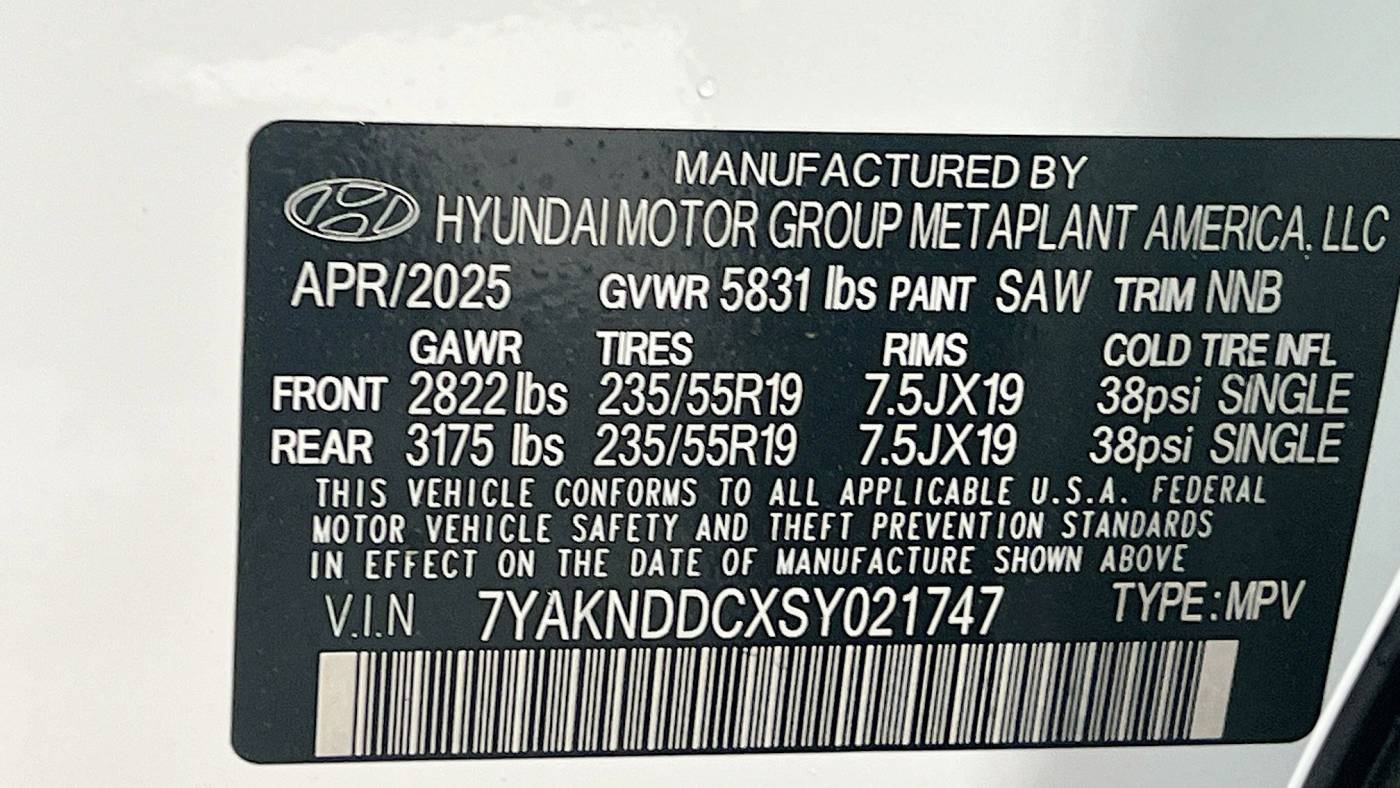 MANUFACTURED BY
HYUNDAI MOTOR GROUP METAPLANT AMERICA, LLC
APR/2025 GVWR 5831 lbs PAINT SAW TRIM NNB
GAWR TIRES RIMS COLD TIRE INFL
FRONT 2822 lbs 235/55R19 7.5JX19 38psi SINGLE
REAR 3175 lbs 235/55R19 7.5JX19 38psi SINGLE
THIS VEHICLE CONFORMS TO ALL APPLICABLE U.S.A. FEDERAL
MOTOR VEHICLE SAFETY AND THEFT PREVENTION STANDARDS
IN EFFECT ON THE DATE OF MANUFACTURE SHOWN ABOVE
V.I.N 7YAKNDDCXSY021747 TYPE:MPV